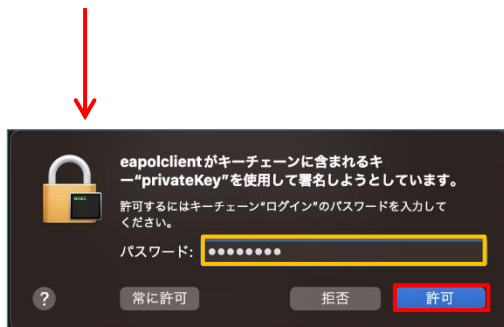 eapolclientがキーチェーンに含まれるキ
ー“privateKey”を使用して署名しようとしています。
許可するにはキーチェーン“ログイン”のパスワードを入力して
ください。
パスワード: ●●●●●●●●
? 常に許可 拒否 許可